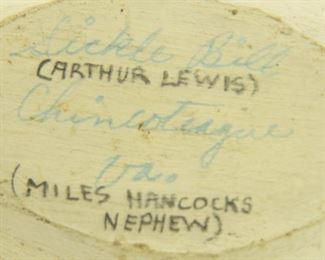 Sickle Bill
(ARTHUR LEWIS)
Chincoteague
Va.
(MILES HANCOCKS
NEPHEW)